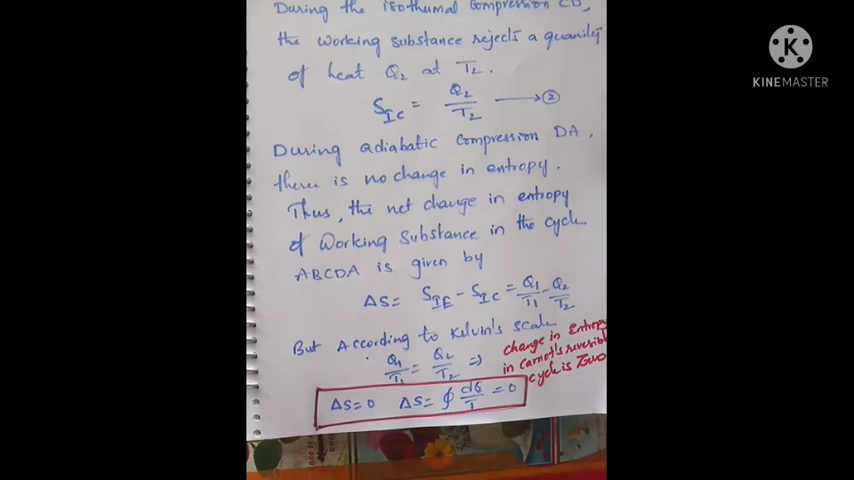 During the isothermal Compression CD,
the working substance rejects a quantity
of heat Q₂ at T₂.
S_IC = Q₂/T₂ ⟶ ②
During adiabatic Compression DA,
there is no change in entropy.
Thus, the net change in entropy
of Working Substance in the cycle
ABCDA is given by
ΔS = S_IE - S_IC = Q₁/T₁ - Q₂/T₂
But According to Kelvin's scale
Q₁/T₁ = Q₂/T₂ ⇒
change in Entropy
in Carnot's reversible
cycle is Zero
ΔS = 0 ΔS = ∮ dQ/T = 0
KINEMASTER